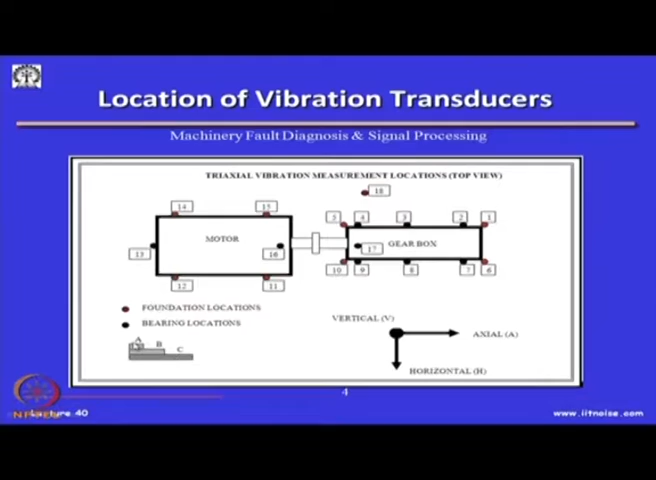 Location of Vibration Transducers
Machinery Fault Diagnosis & Signal Processing
TRIAXIAL VIBRATION MEASUREMENT LOCATIONS (TOP VIEW)
18
14 15 5 4 3 2 1
MOTOR GEAR BOX
13 16 17
12 11 10 9 8 7 6
FOUNDATION LOCATIONS
BEARING LOCATIONS
VERTICAL (V)
AXIAL (A)
HORIZONTAL (H)
A
B
C
4
Lecture 40
www.iitnoise.com